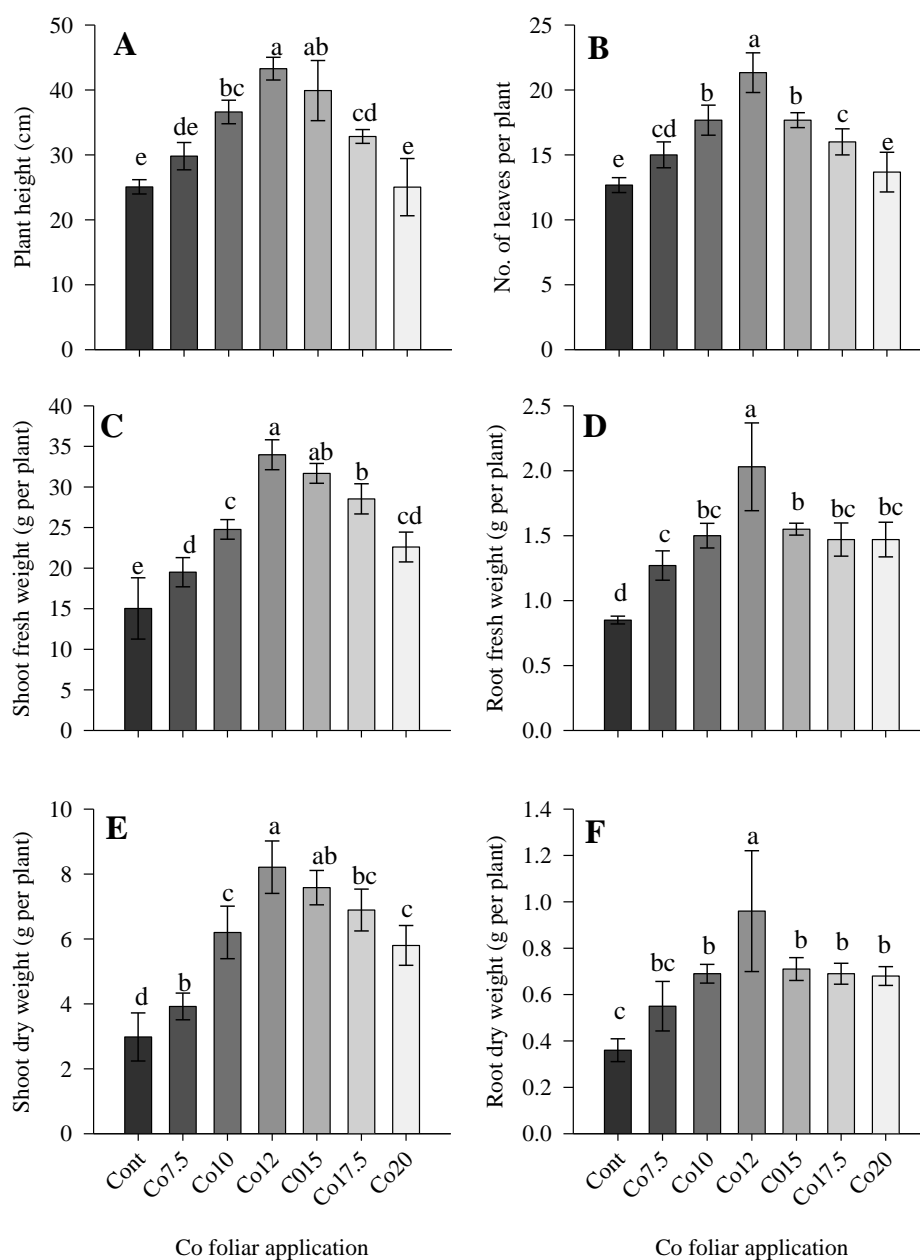 A
Plant height (cm)
50
40
30
20
10
0
e
de
bc
a
ab
cd
e
B
No. of leaves per plant
25
20
15
10
5
0
e
cd
b
a
b
c
e
C
Shoot fresh weight (g per plant)
40
35
30
25
20
15
10
5
0
e
d
c
a
ab
b
cd
D
Root fresh weight (g per plant)
2.5
2.0
1.5
1.0
0.5
0.0
d
c
bc
a
b
bc
bc
E
Shoot dry weight (g per plant)
10
8
6
4
2
0
d
b
c
a
ab
bc
c
Cont
Co7.5
Co10
Co12
C015
Co17.5
Co20
Co foliar application
F
Root dry weight (g per plant)
1.4
1.2
1.0
0.8
0.6
0.4
0.2
0.0
c
bc
b
a
b
b
b
Cont
Co7.5
Co10
Co12
C015
Co17.5
Co20
Co foliar application